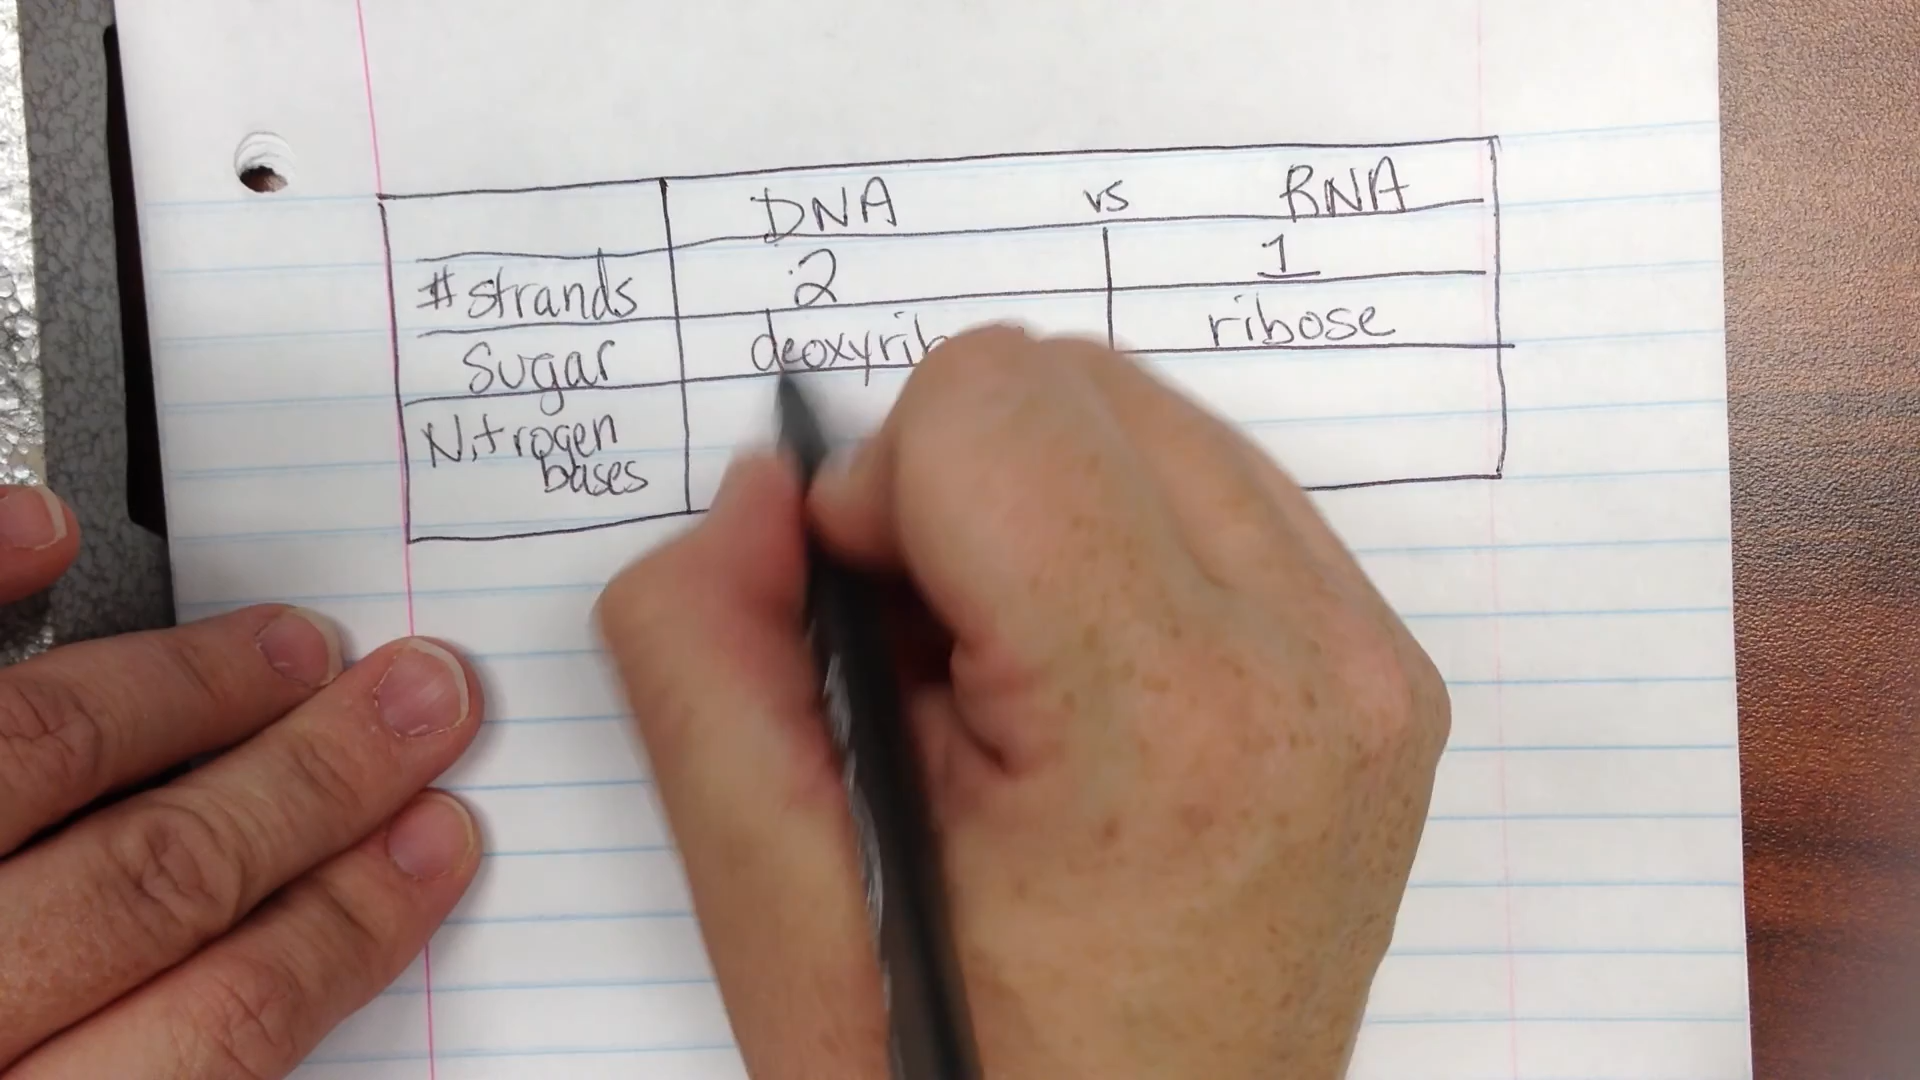 DNA vs RNA
# strands 2 1
Sugar ribose
Nitrogen
bases